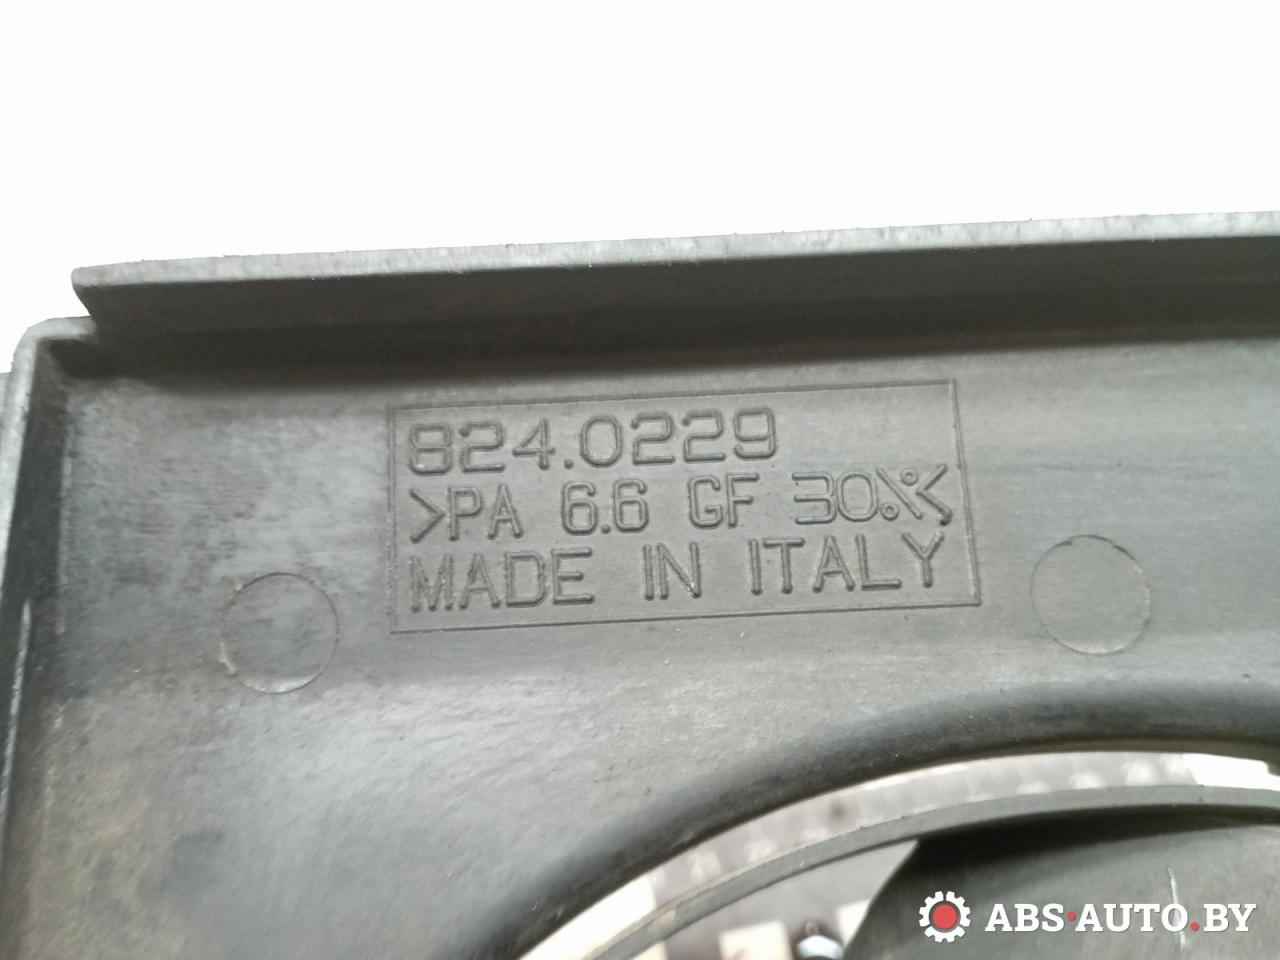 824.0229
>PA 6.6 GF 30%<
MADE IN ITALY
ABS·AUTO.BY